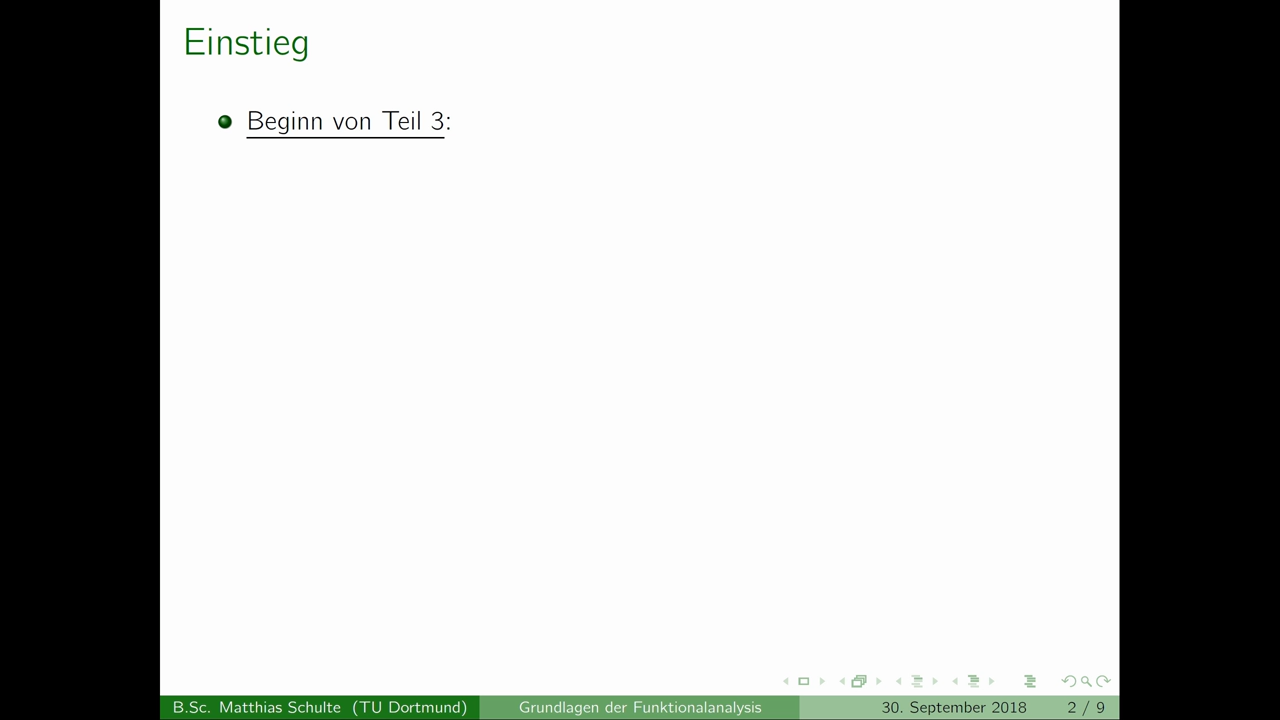 Einstieg
Beginn von Teil 3:
B.Sc. Matthias Schulte (TU Dortmund) Grundlagen der Funktionalanalysis 30. September 2018 2 / 9